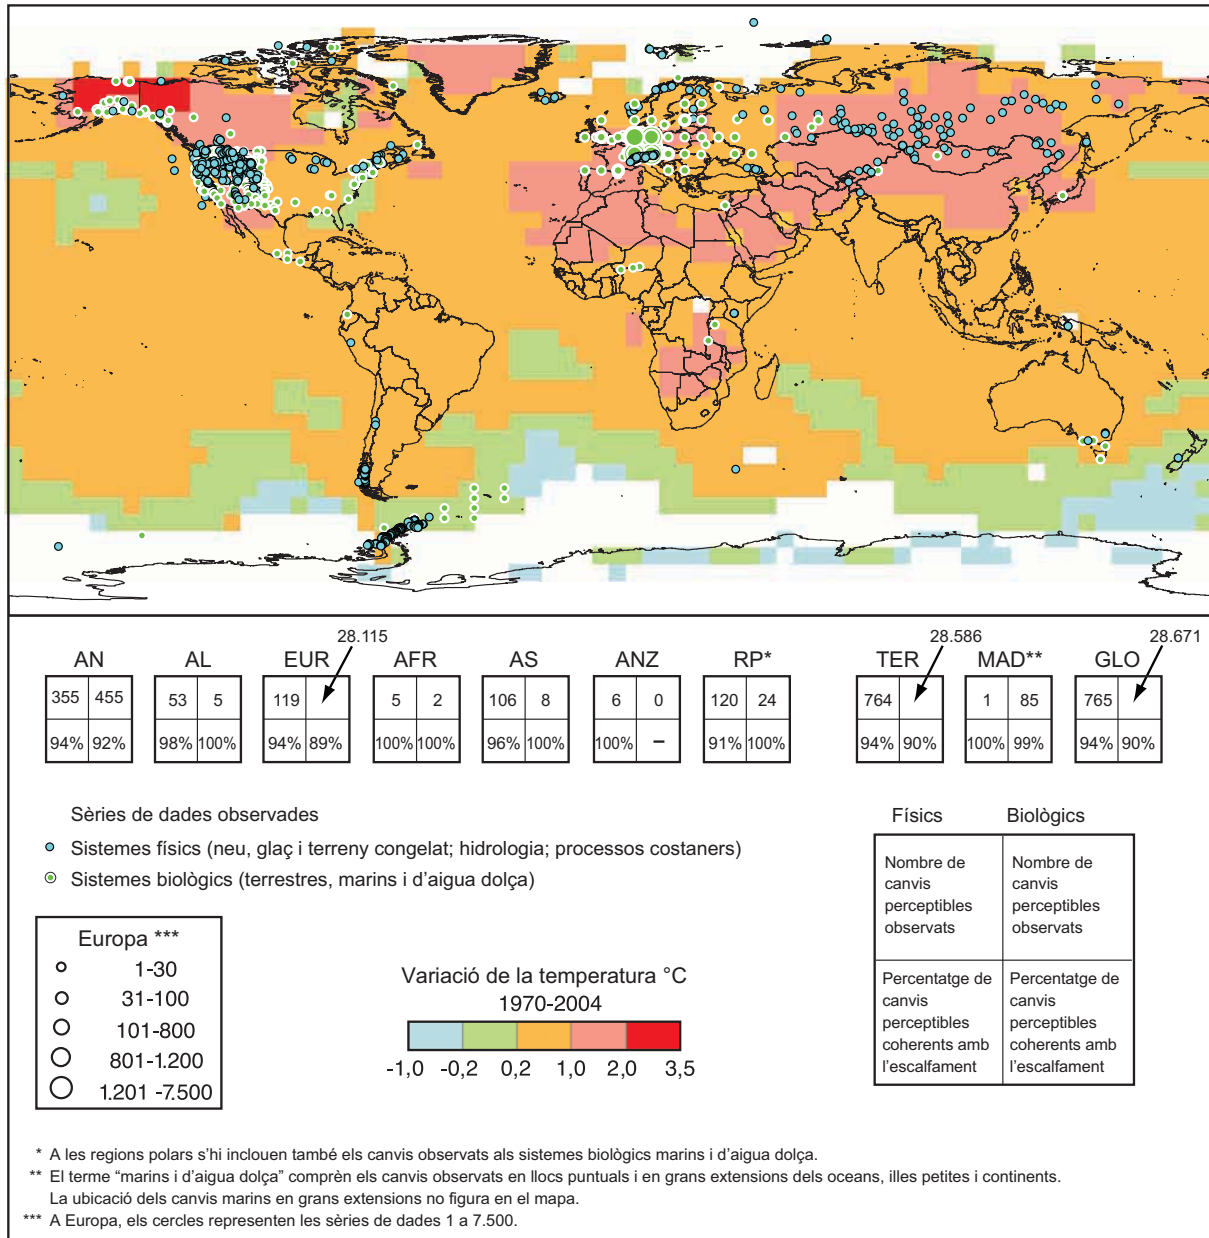 28.115
28.586
28.671
AN
AL
EUR
AFR
AS
ANZ
RP*
TER
MAD**
GLO
355 455
53 5
119
5 2
106 8
6 0
120 24
764
1 85
765
94% 92%
98% 100%
94% 89%
100% 100%
96% 100%
100% –
91% 100%
94% 90%
100% 99%
94% 90%
Sèries de dades observades
Sistemes físics (neu, glaç i terreny congelat; hidrologia; processos costaners)
Sistemes biològics (terrestres, marins i d’aigua dolça)
Europa ***
1-30
31-100
101-800
801-1.200
1.201 -7.500
Variació de la temperatura °C
1970-2004
-1,0 -0,2 0,2 1,0 2,0 3,5
Físics
Biològics
Nombre de
canvis
perceptibles
observats
Nombre de
canvis
perceptibles
observats
Percentatge de
canvis
perceptibles
coherents amb
l’escalfament
Percentatge de
canvis
perceptibles
coherents amb
l’escalfament
* A les regions polars s’hi inclouen també els canvis observats als sistemes biològics marins i d’aigua dolça.
** El terme “marins i d’aigua dolça” comprèn els canvis observats en llocs puntuals i en grans extensions dels oceans, illes petites i continents.
La ubicació dels canvis marins en grans extensions no figura en el mapa.
*** A Europa, els cercles representen les sèries de dades 1 a 7.500.